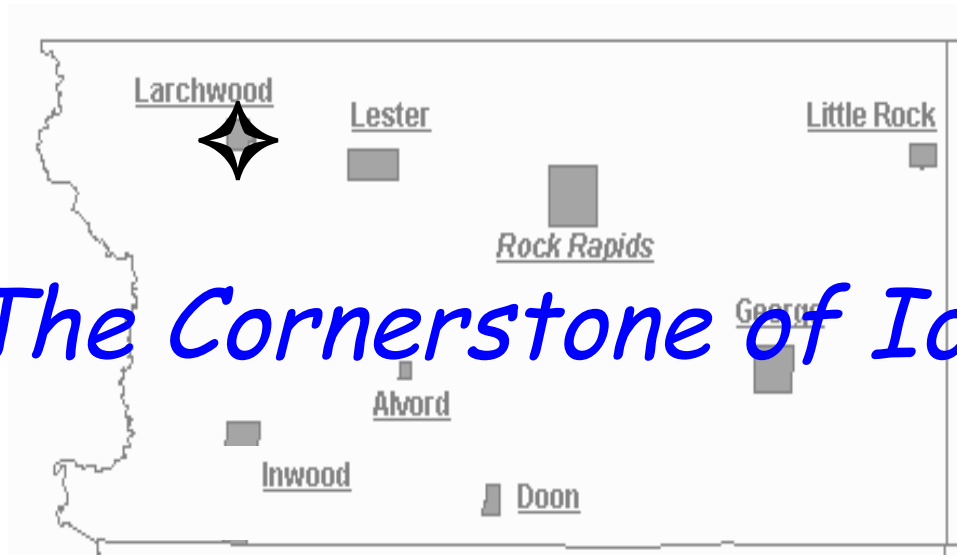 Larchwood
Lester
Little Rock
Rock Rapids
George
The Cornerstone of Io
Alvord
Inwood
Doon